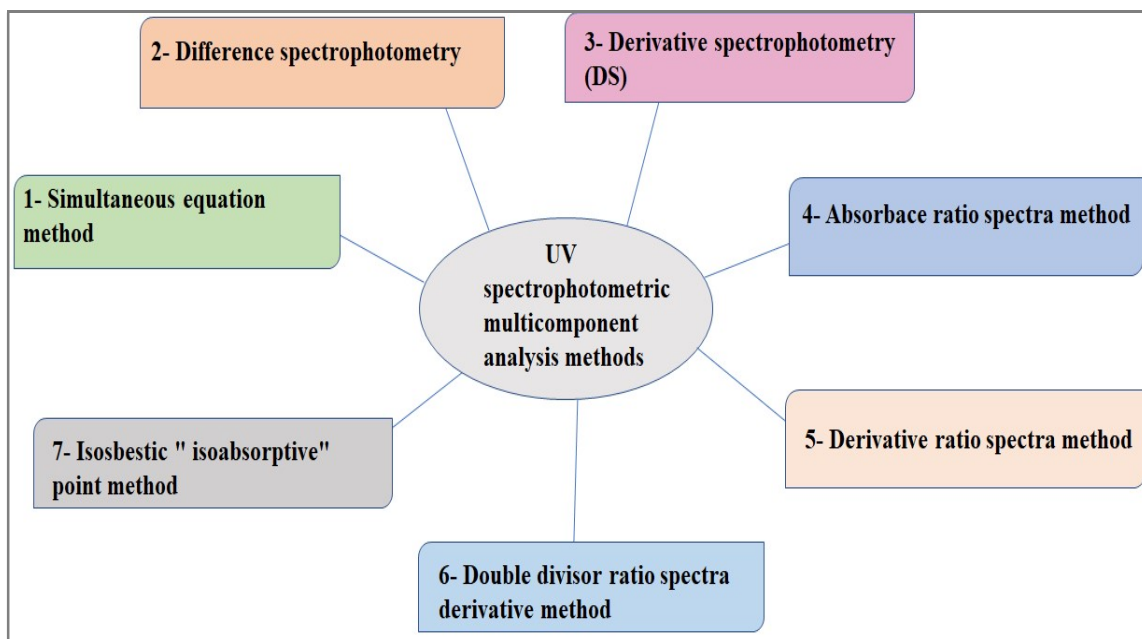 2- Difference spectrophotometry
3- Derivative spectrophotometry
(DS)
1- Simultaneous equation
method
4- Absorbace ratio spectra method
UV
spectrophotometric
multicomponent
analysis methods
7- Isosbestic " isoabsorptive"
point method
5- Derivative ratio spectra method
6- Double divisor ratio spectra
derivative method